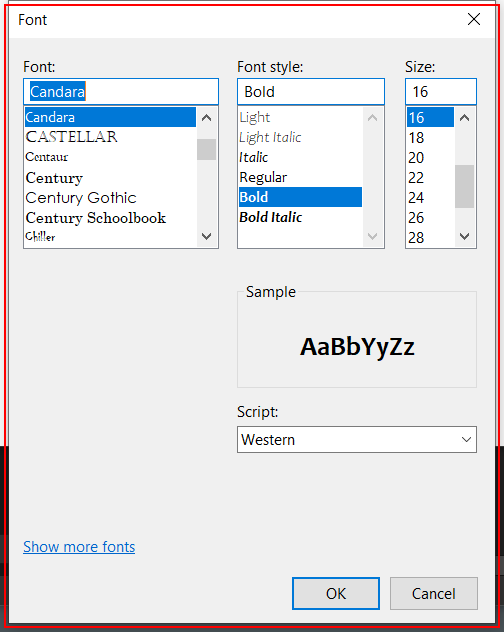 Font
Font:
Candara
Candara
CASTELLAR
Centaur
Century
Century Gothic
Century Schoolbook
Chiller
Font style:
Bold
Light
Light Italic
Italic
Regular
Bold
Bold Italic
Size:
16
16
18
20
22
24
26
28
Sample
AaBbYyZz
Script:
Western
Show more fonts
OK
Cancel